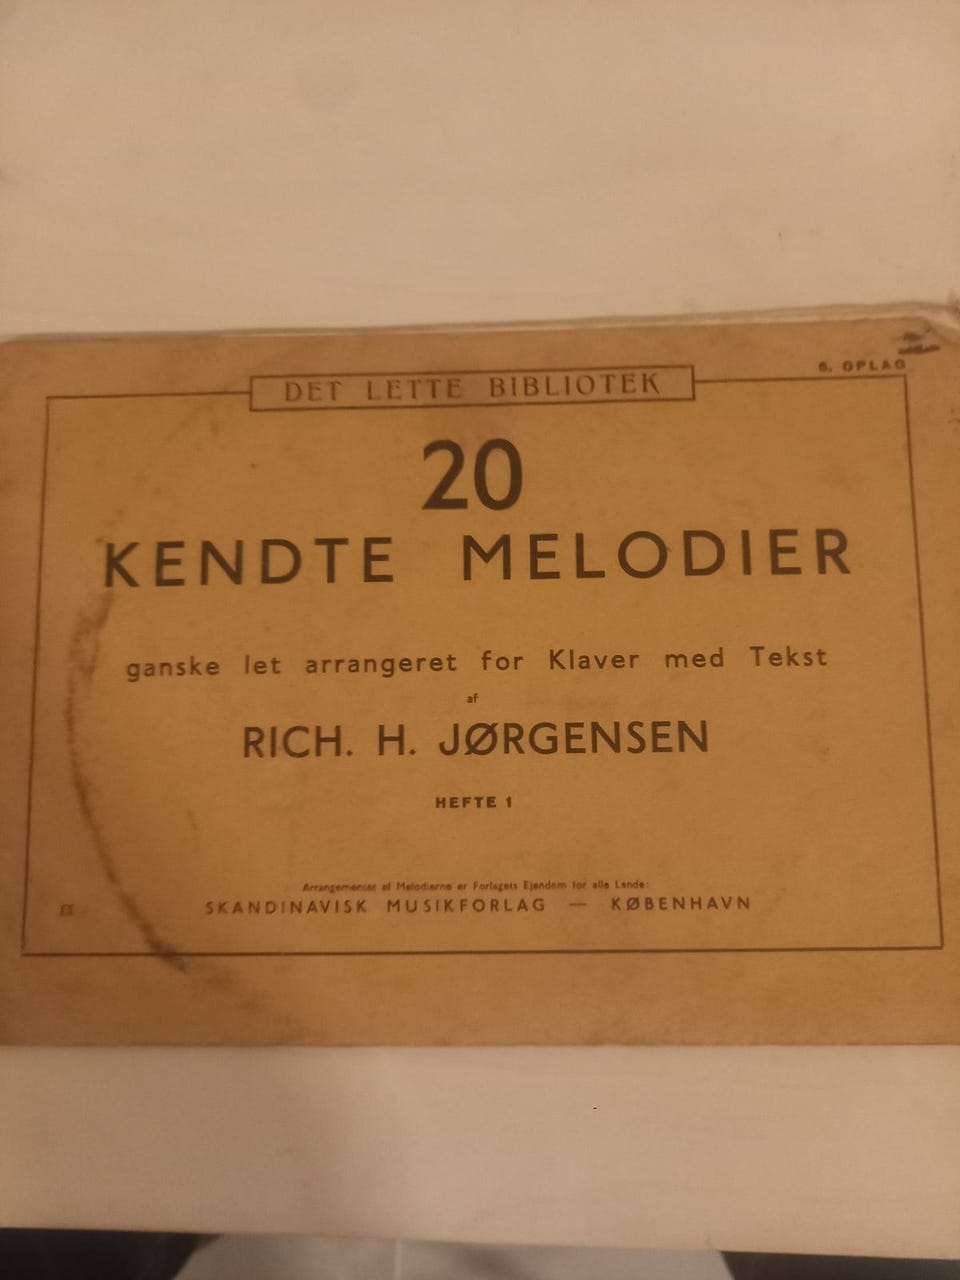 6. OPLAG
DET LETTE BIBLIOTEK
20
KENDTE MELODIER
ganske let arrangeret for Klaver med Tekst
af
RICH. H. JØRGENSEN
HEFTE 1
Arrangementet af Melodierne er Forlagets Ejendom for alle Lande:
SKANDINAVISK MUSIKFORLAG — KØBENHAVN